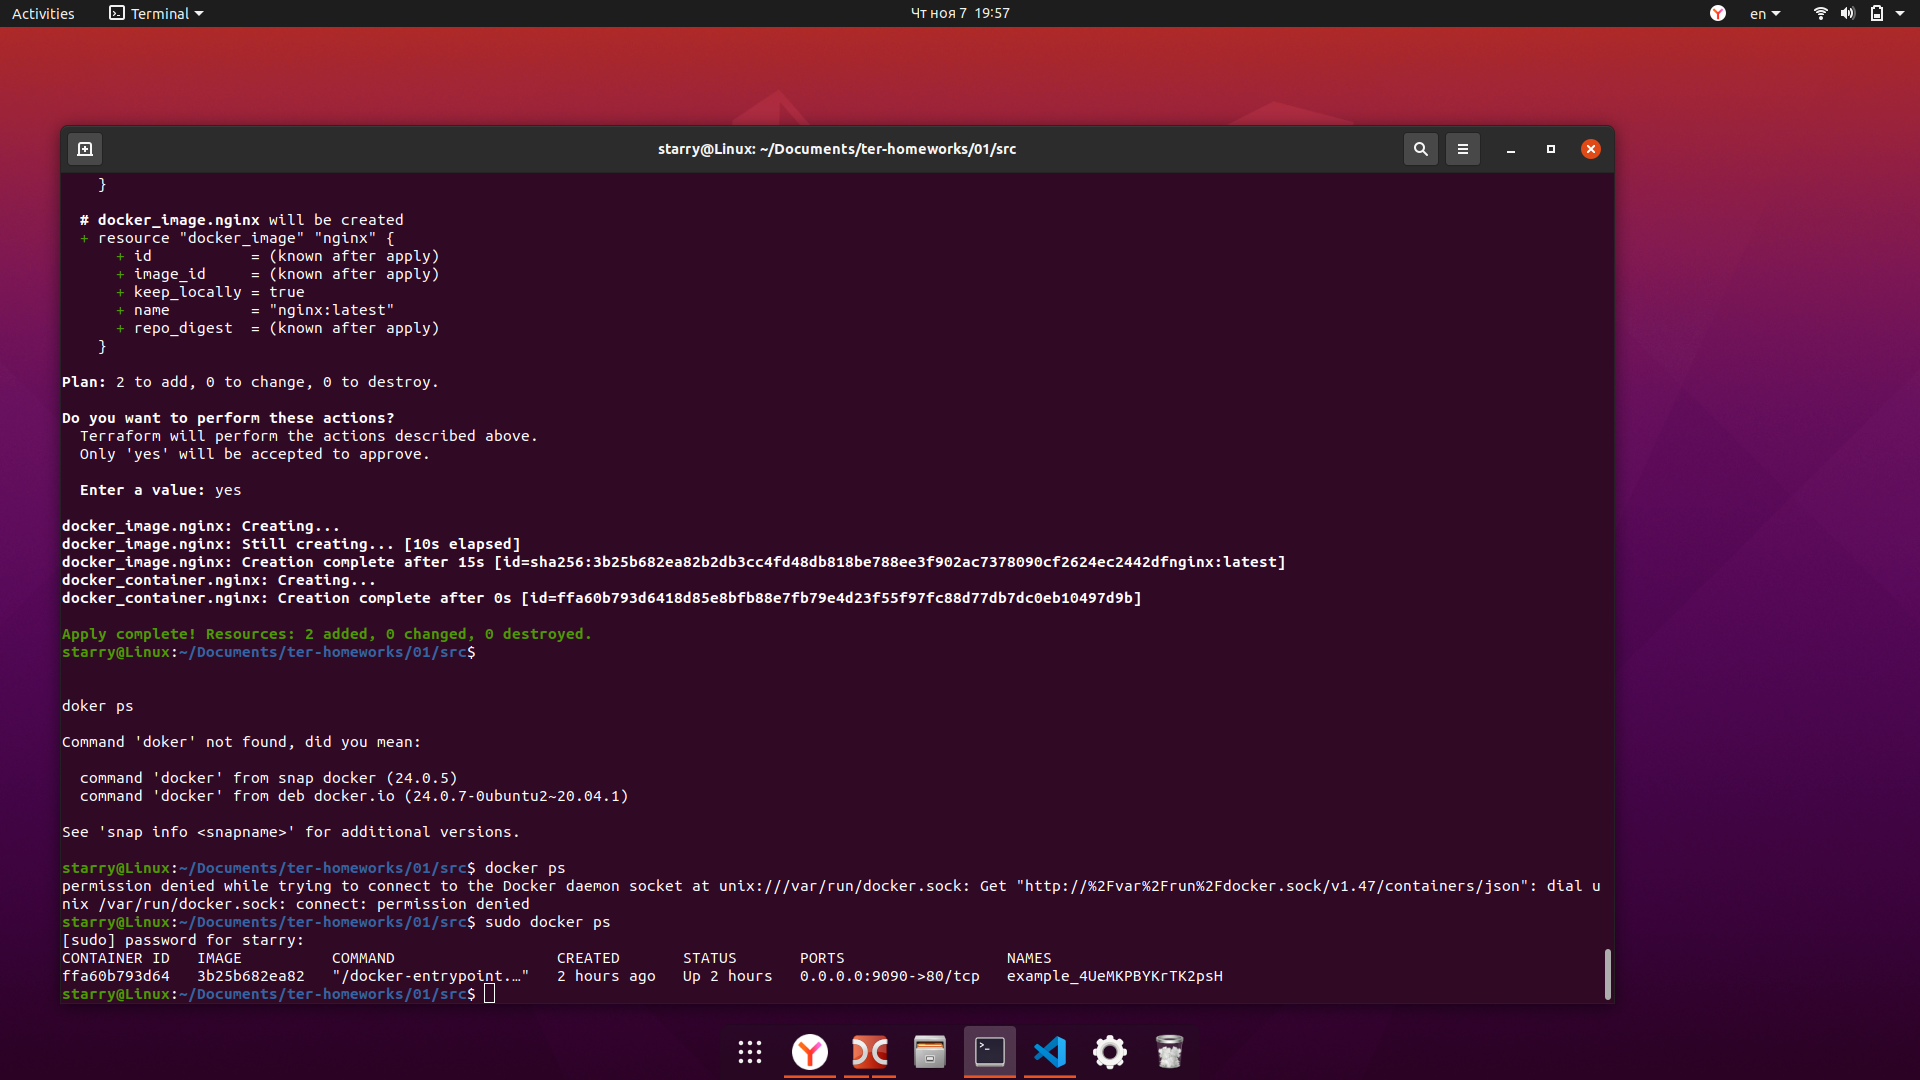 Activities Terminal Чт ноя 7 19:57 en
starry@Linux: ~/Documents/ter-homeworks/01/src
    }
  # docker_image.nginx will be created
  + resource "docker_image" "nginx" {
      + id           = (known after apply)
      + image_id     = (known after apply)
      + keep_locally = true
      + name         = "nginx:latest"
      + repo_digest  = (known after apply)
    }
Plan: 2 to add, 0 to change, 0 to destroy.
Do you want to perform these actions?
  Terraform will perform the actions described above.
  Only 'yes' will be accepted to approve.
  Enter a value: yes
docker_image.nginx: Creating...
docker_image.nginx: Still creating... [10s elapsed]
docker_image.nginx: Creation complete after 15s [id=sha256:3b25b682ea82b2db3cc4fd48db818be788ee3f902ac7378090cf2624ec2442dfnginx:latest]
docker_container.nginx: Creating...
docker_container.nginx: Creation complete after 0s [id=ffa60b793d6418d85e8bfb88e7fb79e4d23f55f97fc88d77db7dc0eb10497d9b]
Apply complete! Resources: 2 added, 0 changed, 0 destroyed.
starry@Linux:~/Documents/ter-homeworks/01/src$
doker ps
Command 'doker' not found, did you mean:
  command 'docker' from snap docker (24.0.5)
  command 'docker' from deb docker.io (24.0.7-0ubuntu2~20.04.1)
See 'snap info <snapname>' for additional versions.
starry@Linux:~/Documents/ter-homeworks/01/src$ docker ps
permission denied while trying to connect to the Docker daemon socket at unix:///var/run/docker.sock: Get "http://%2Fvar%2Frun%2Fdocker.sock/v1.47/containers/json": dial u
nix /var/run/docker.sock: connect: permission denied
starry@Linux:~/Documents/ter-homeworks/01/src$ sudo docker ps
[sudo] password for starry:
CONTAINER ID   IMAGE          COMMAND                  CREATED       STATUS       PORTS                  NAMES
ffa60b793d64   3b25b682ea82   "/docker-entrypoint.…"   2 hours ago   Up 2 hours   0.0.0.0:9090->80/tcp   example_4UeMKPBYKrTK2psH
starry@Linux:~/Documents/ter-homeworks/01/src$